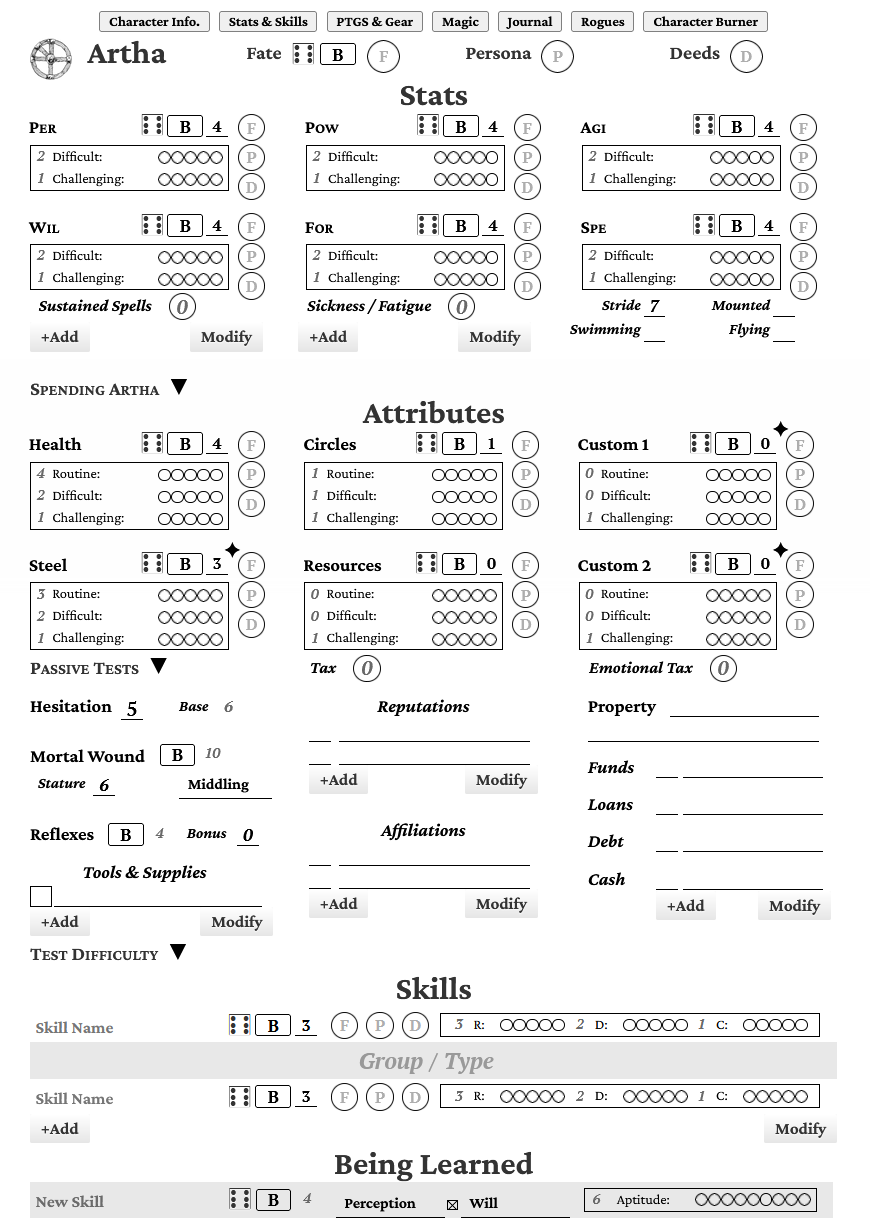 Character Info. Stats & Skills PTGS & Gear Magic Journal Rogues Character Burner
Artha Fate B F Persona P Deeds D
Stats
Per B 4 F Pow B 4 F Agi B 4 F
2 Difficult: P 2 Difficult: P 2 Difficult: P
1 Challenging: D 1 Challenging: D 1 Challenging: D
Wil B 4 F For B 4 F Spe B 4 F
2 Difficult: P 2 Difficult: P 2 Difficult: P
1 Challenging: D 1 Challenging: D 1 Challenging: D
Sustained Spells 0 Sickness / Fatigue 0 Stride 7 Mounted
Swimming Flying
+Add Modify +Add Modify
Spending Artha ▼
Attributes
Health B 4 F Circles B 1 F Custom 1 B 0 F
4 Routine: P 1 Routine: P 0 Routine: P
2 Difficult: 1 Difficult: 0 Difficult:
1 Challenging: D 1 Challenging: D 1 Challenging: D
Steel B 3 F Resources B 0 F Custom 2 B 0 F
3 Routine: P 0 Routine: P 0 Routine: P
2 Difficult: D 0 Difficult: D 0 Difficult: D
1 Challenging: 1 Challenging: 1 Challenging:
Passive Tests ▼ Tax 0 Emotional Tax 0
Hesitation 5 Base 6 Reputations Property
Mortal Wound B 10
Funds
Stature 6 Middling +Add Modify
Loans
Reflexes B 4 Bonus 0 Affiliations
Debt
Tools & Supplies
Cash
+Add Modify +Add Modify
+Add Modify
Test Difficulty ▼
Skills
Skill Name B 3 F P D 3 R: 2 D: 1 C:
Group / Type
Skill Name B 3 F P D 3 R: 2 D: 1 C:
+Add Modify
Being Learned
New Skill B 4 Perception Will 6 Aptitude: